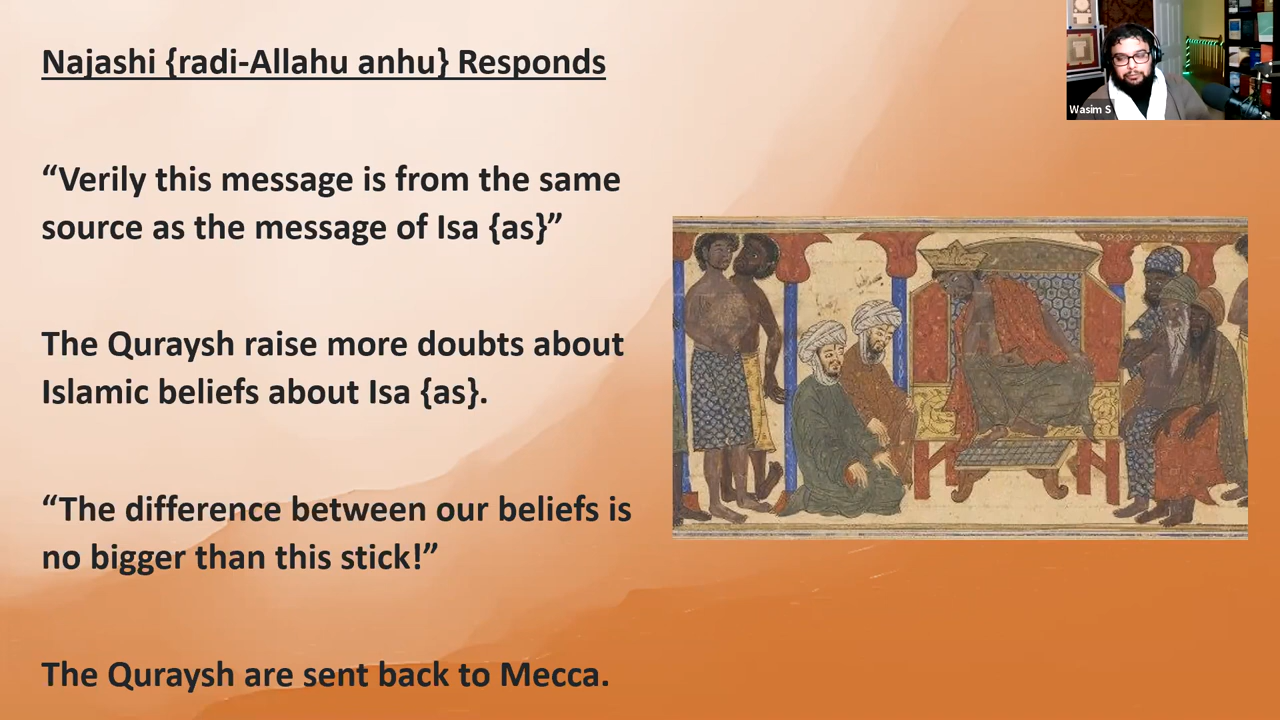 Najashi {radi-Allahu anhu} Responds
“Verily this message is from the same
source as the message of Isa {as}”
The Quraysh raise more doubts about
Islamic beliefs about Isa {as}.
“The difference between our beliefs is
no bigger than this stick!”
The Quraysh are sent back to Mecca.
Wasim S